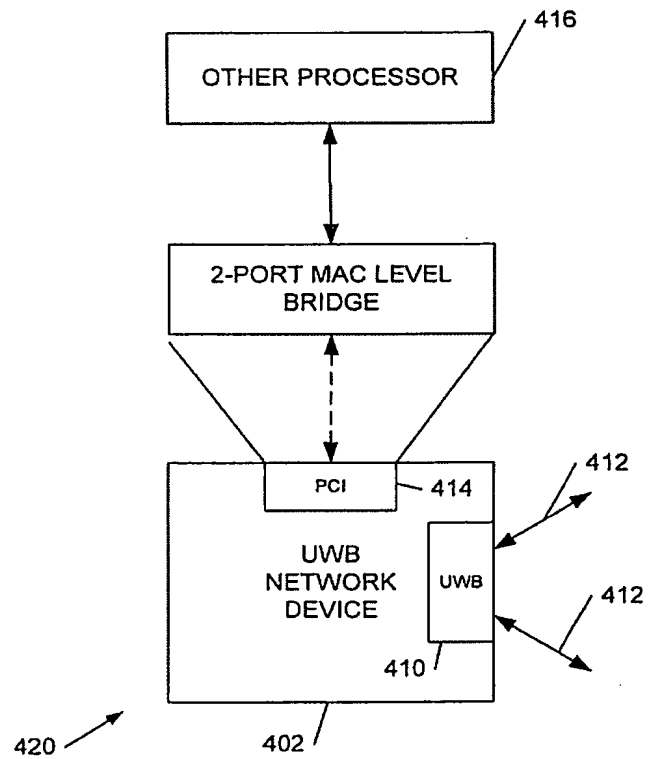 416
OTHER PROCESSOR
2-PORT MAC LEVEL
BRIDGE
PCI
414
412
UWB
NETWORK
DEVICE
UWB
412
410
420
402